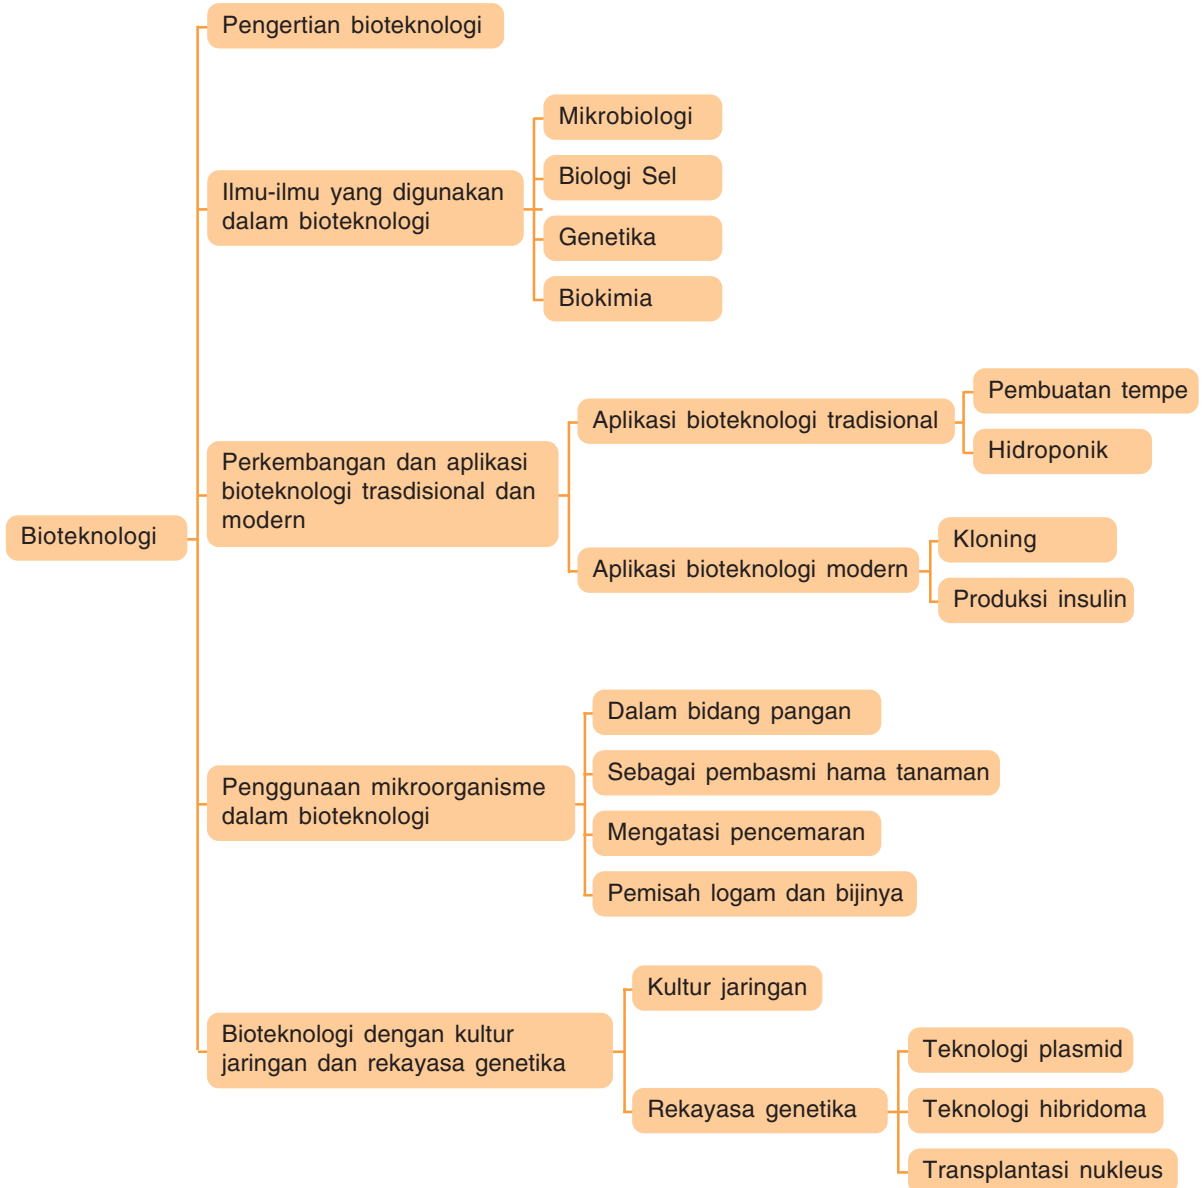 Pengertian bioteknologi
Mikrobiologi
Ilmu-ilmu yang digunakan
dalam bioteknologi
Biologi Sel
Genetika
Biokimia
Pembuatan tempe
Aplikasi bioteknologi tradisional
Hidroponik
Perkembangan dan aplikasi
bioteknologi trasdisional dan
modern
Bioteknologi
Kloning
Aplikasi bioteknologi modern
Produksi insulin
Dalam bidang pangan
Sebagai pembasmi hama tanaman
Penggunaan mikroorganisme
dalam bioteknologi
Mengatasi pencemaran
Pemisah logam dan bijinya
Kultur jaringan
Bioteknologi dengan kultur
jaringan dan rekayasa genetika
Teknologi plasmid
Rekayasa genetika
Teknologi hibridoma
Transplantasi nukleus